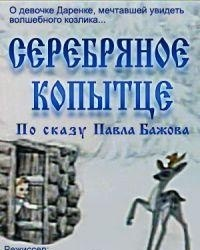 О девочке Даренке, мечтавшей увидеть
волшебного козлика...
СЕРЕБРЯНОЕ
КОПЫТЦЕ
По сказу Павла Бажова
Режиссер: